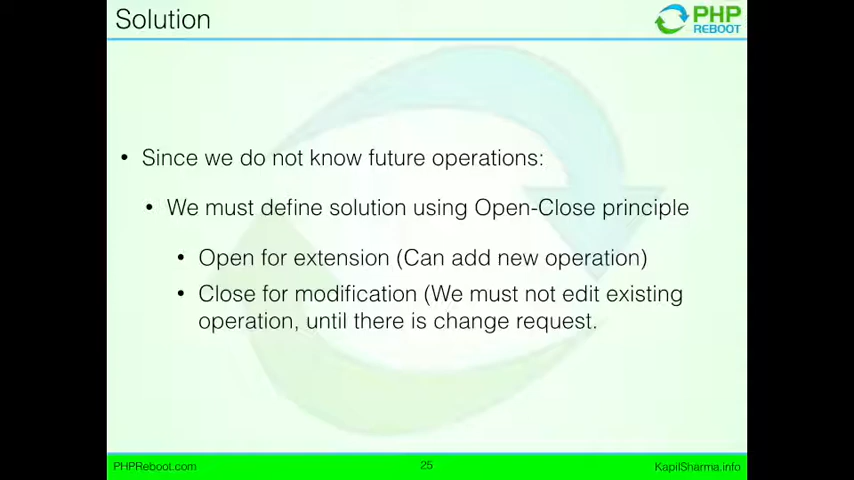 Solution
PHP
REBOOT
• Since we do not know future operations:
• We must define solution using Open-Close principle
• Open for extension (Can add new operation)
• Close for modification (We must not edit existing
operation, until there is change request.
PHPReboot.com
25
KapilSharma.info